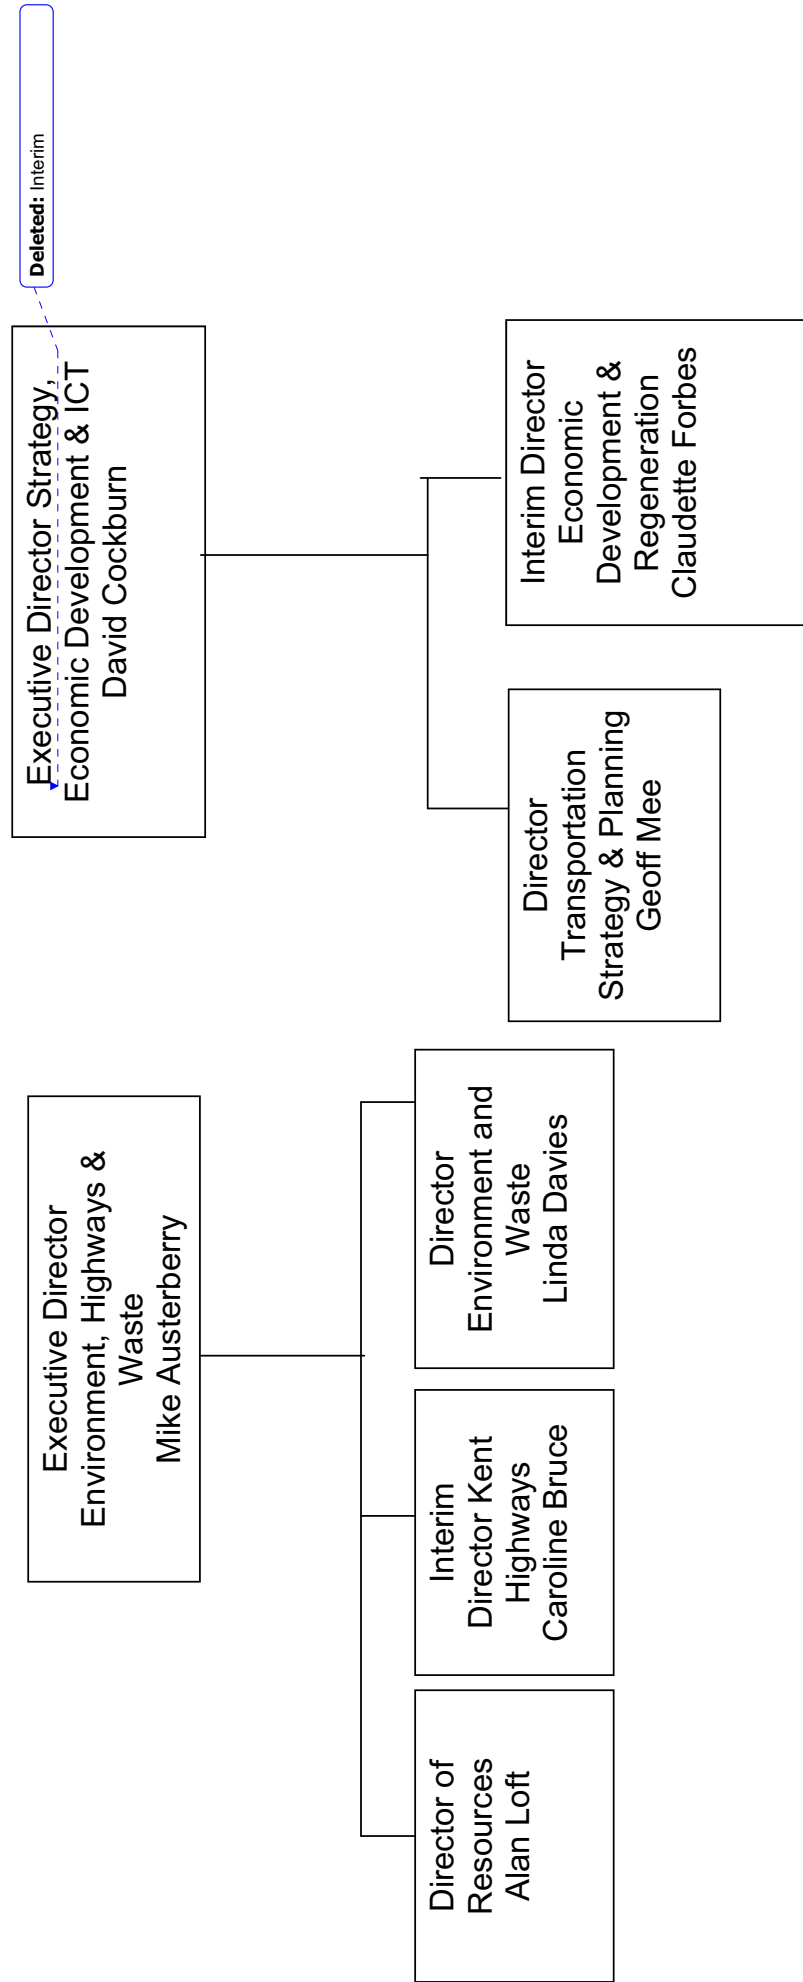 Executive Director
Environment, Highways &
Waste
Mike Austerberry
Executive Director Strategy,
Economic Development & ICT
David Cockburn
Deleted: Interim
Director of
Resources
Alan Loft
Interim
Director Kent
Highways
Caroline Bruce
Director
Environment and
Waste
Linda Davies
Director
Transportation
Strategy & Planning
Geoff Mee
Interim Director
Economic
Development &
Regeneration
Claudette Forbes